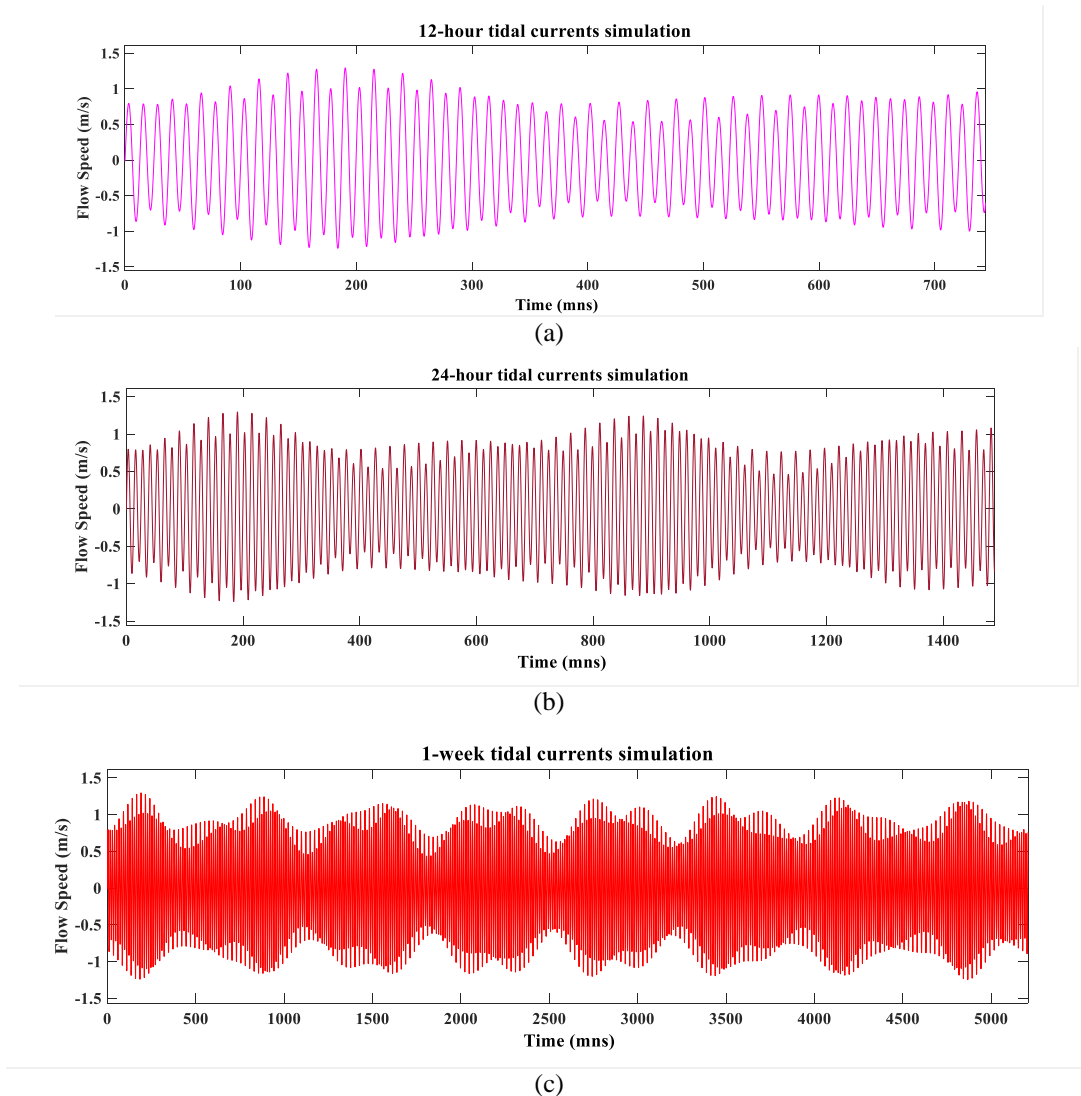 12-hour tidal currents simulation
1.5
1
0.5
0
-0.5
-1
-1.5
Flow Speed (m/s)
0 100 200 300 400 500 600 700
Time (mns)
(a)
24-hour tidal currents simulation
1.5
1
0.5
0
-0.5
-1
-1.5
Flow Speed (m/s)
0 200 400 600 800 1000 1200 1400
Time (mns)
(b)
1-week tidal currents simulation
1.5
1
0.5
0
-0.5
-1
-1.5
Flow Speed (m/s)
0 500 1000 1500 2000 2500 3000 3500 4000 4500 5000
Time (mns)
(c)